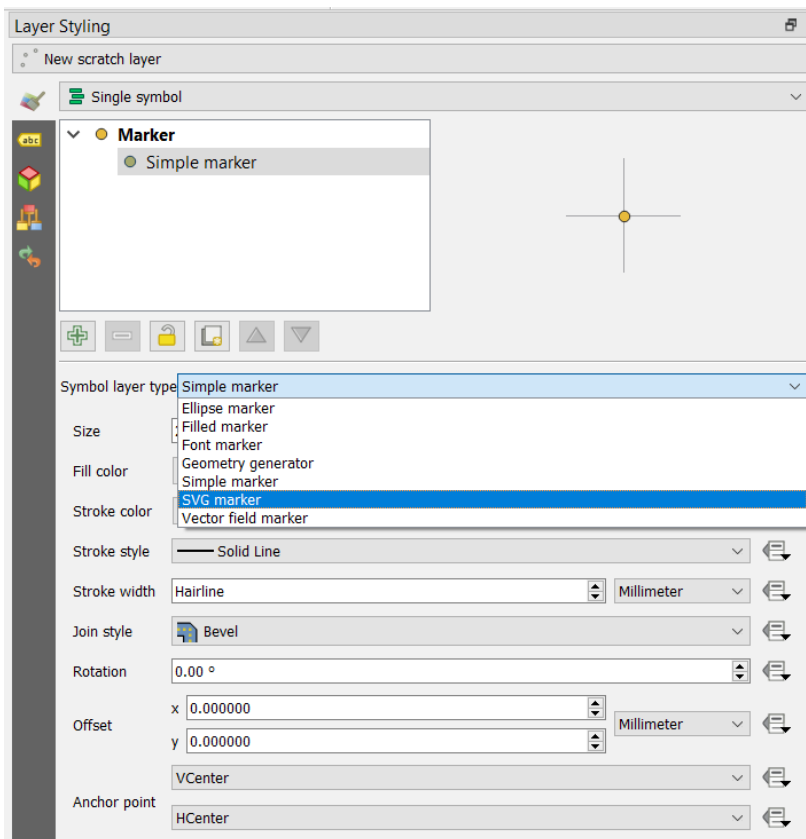 Layer Styling
New scratch layer
Single symbol
abc
Marker
Simple marker
Symbol layer type Simple marker
Ellipse marker
Size
Filled marker
Font marker
Fill color
Geometry generator
Simple marker
SVG marker
Stroke color
Vector field marker
Stroke style Solid Line
Stroke width Hairline Millimeter
Join style Bevel
Rotation 0.00 °
Offset
x 0.000000
Millimeter
y 0.000000
VCenter
Anchor point
HCenter